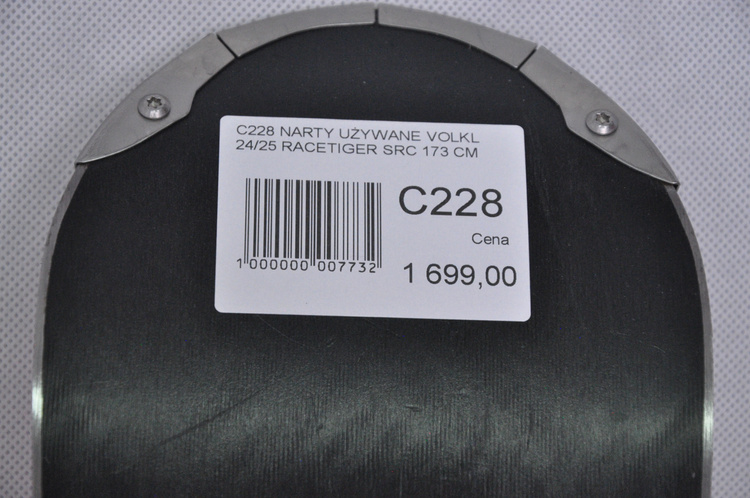 C228 NARTY UŻYWANE VOLKL
24/25 RACETIGER SRC 173 CM
C228
Cena
1 000000 007732
1 699,00